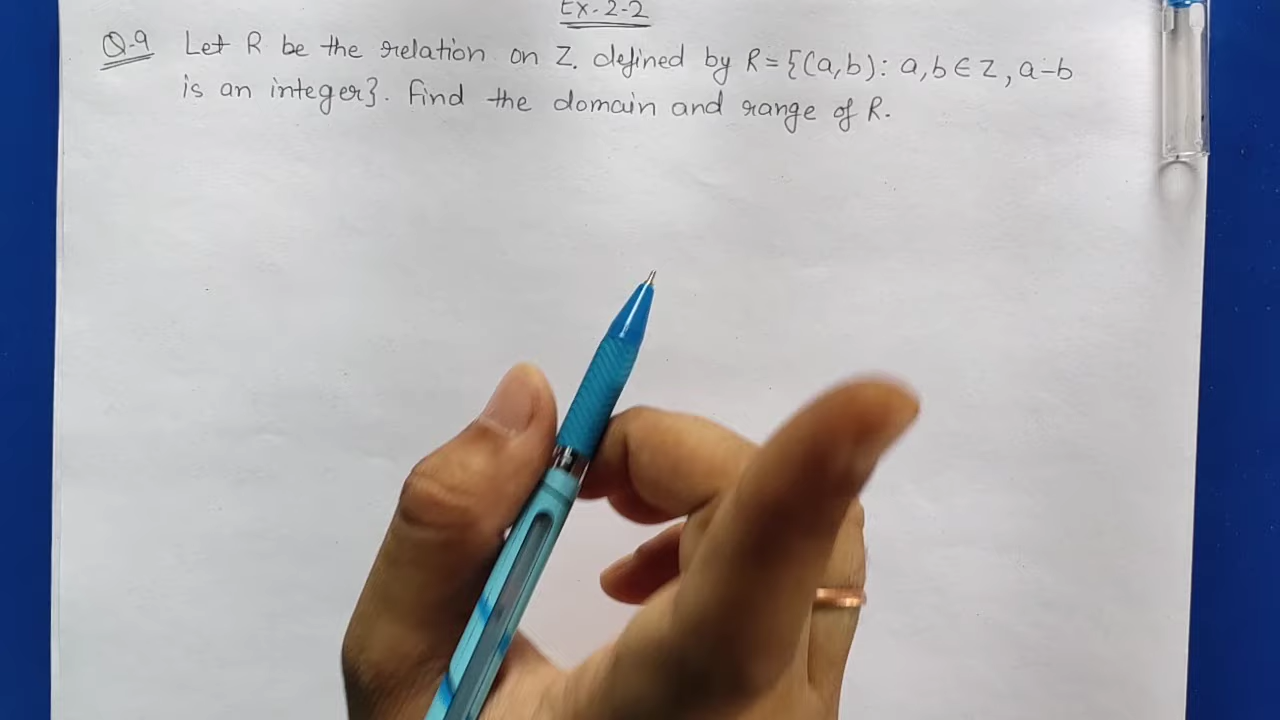 Ex-2-2
Q-9 Let R be the relation on Z. defined by R={(a,b): a,b∈Z, a-b
is an integer}. Find the domain and range of R.